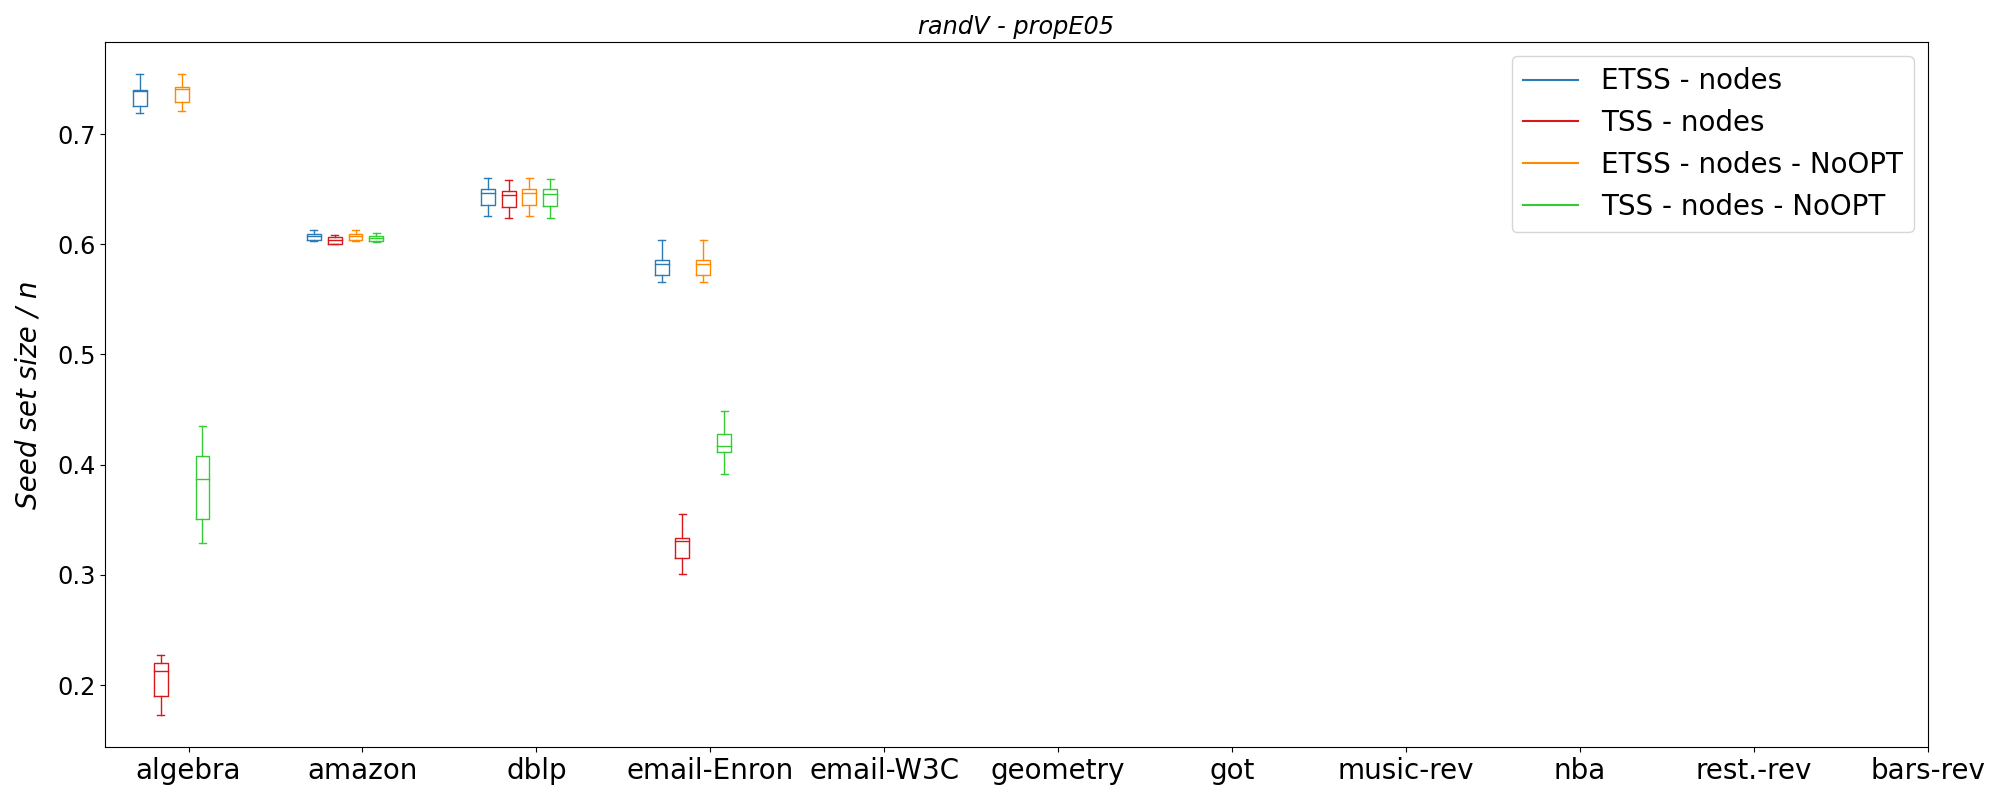 randV - propE05
ETSS - nodes
TSS - nodes
ETSS - nodes - NoOPT
TSS - nodes - NoOPT
Seed set size / n
0.7
0.6
0.5
0.4
0.3
0.2
algebra amazon dblp email-Enron email-W3C geometry got music-rev nba rest.-rev bars-rev